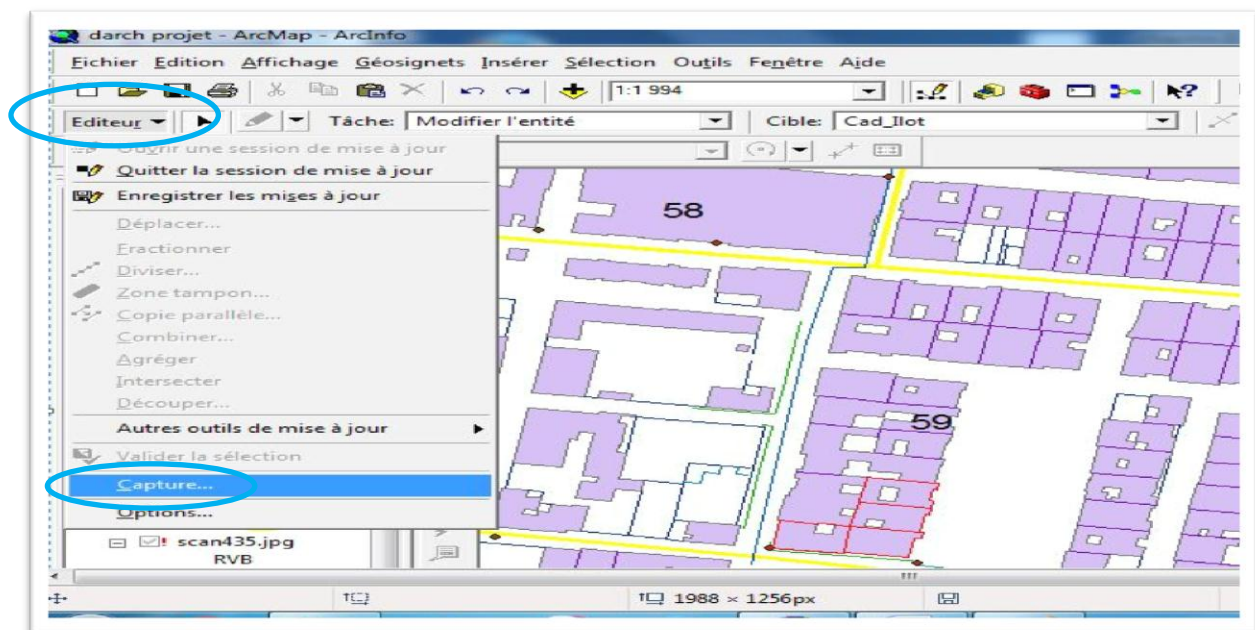 darch projet - ArcMap - ArcInfo
Eichier Edition Affichage Géosignets Insérer Sélection Outils Fenêtre Aide
1:1 994
Editeur Tâche: Modifier l'entité Cible: Cad_Ilot
Ouvrir une session de mise à jour
Quitter la session de mise à jour
Enregistrer les mises à jour
Déplacer...
Fractionner
Diviser...
Zone tampon...
Copie parallèle...
Combiner...
Agréger
Intersecter
Découper...
Autres outils de mise à jour
Valider la sélection
Capture...
Options...
58
59
scan435.jpg
RVB
1988 × 1256px